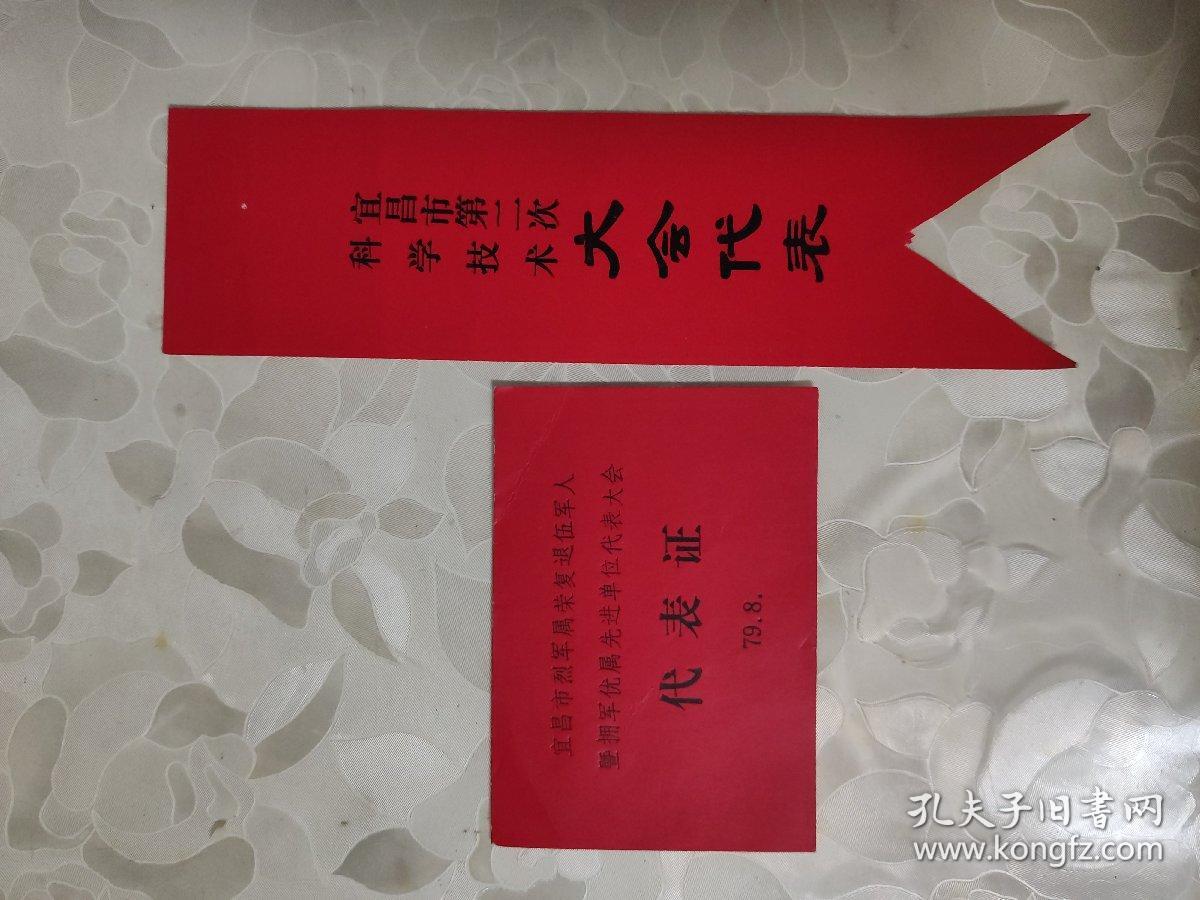 宜昌市第二次
科学技术
大会代表
宜昌市烈军属荣复退伍军人
暨拥军优属先进单位代表大会
代表证
79.8.
孔夫子旧书网
www.kongfz.com